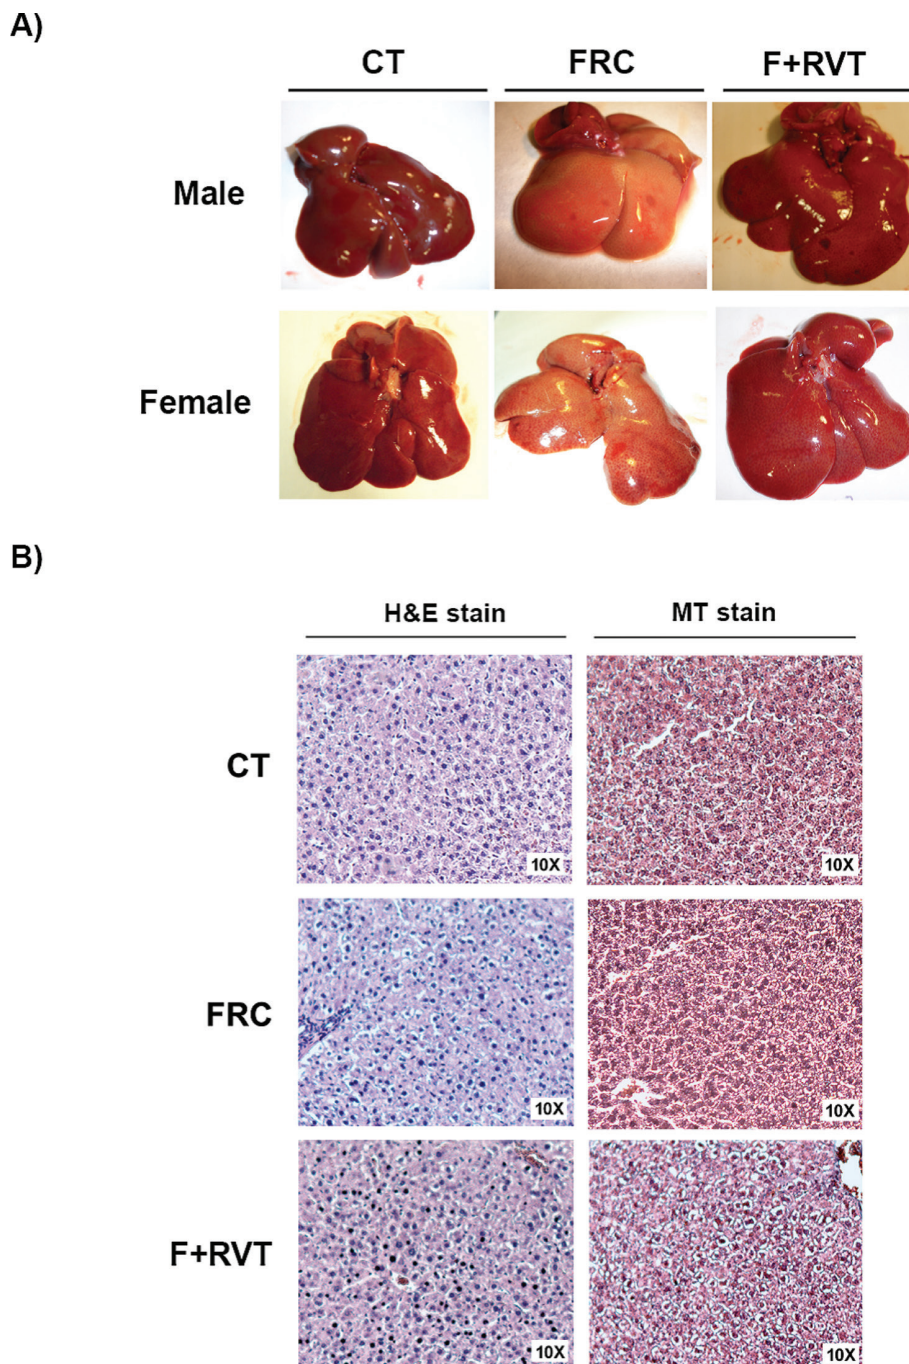 A)
CT FRC F+RVT
Male
Female
B)
H&E stain MT stain
CT
10X 10X
FRC
10X 10X
F+RVT
10X 10X